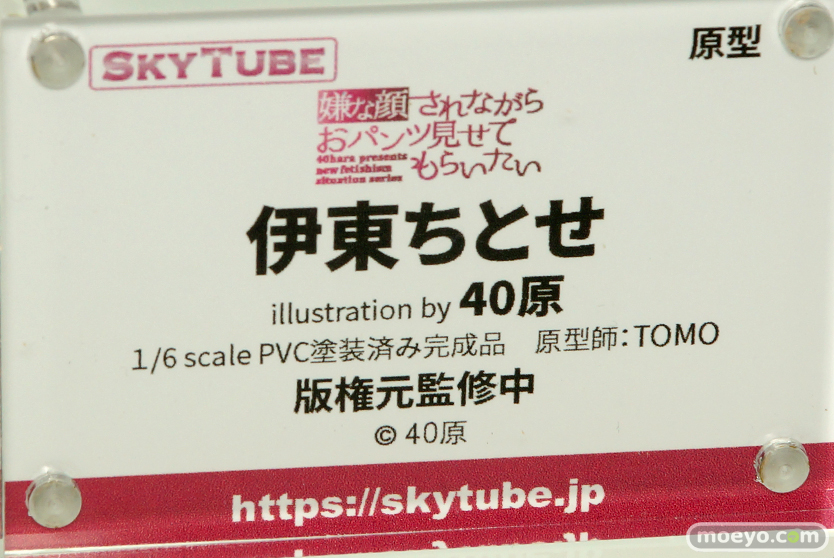 SKYTUBE
原型
嫌な顔されながら
おパンツ見せて
もらいたい
40hara presents
new fetishism
situation series
伊東ちとせ
illustration by 40原
1/6 scale PVC塗装済み完成品　原型師：TOMO
版権元監修中
© 40原
https://skytube.jp
moeyo.com